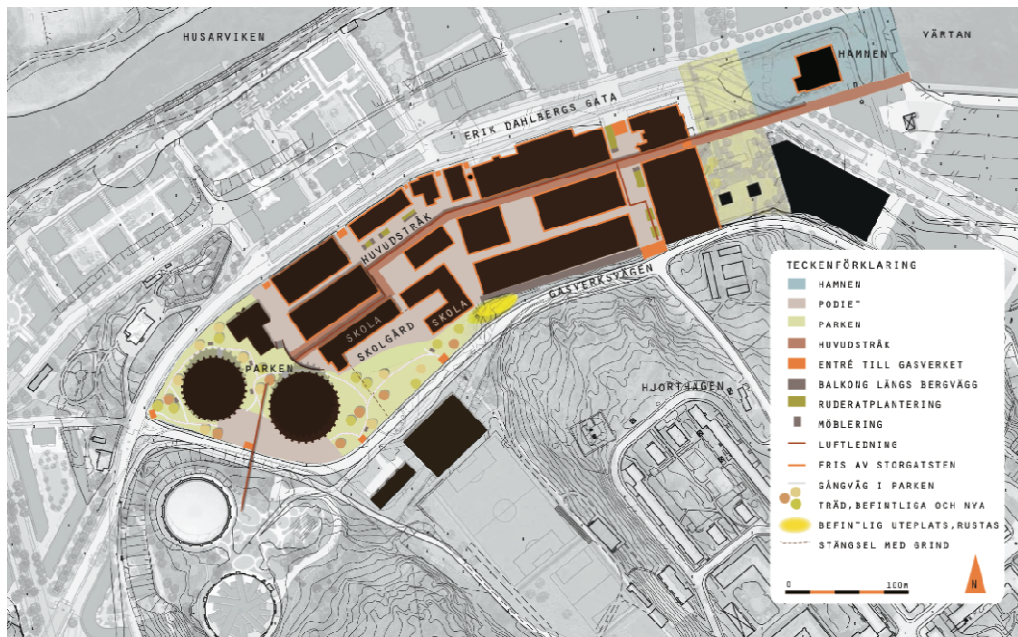 HUSARVIKEN
VÄRTAN
HAMNEN
ERIK DAHLBERGS GATA
HUVUDSTRÅK
GASVERKSVÄGEN
SKOLA
SKOLA
SKOLGÅRD
PARKEN
HJORTHAGEN
TECKENFÖRKLARING
HAMNEN
PODIET
PARKEN
HUVUDSTRÅK
ENTRÉ TILL GASVERKET
BALKONG LÄNGS BERGVÄGG
RUDERATPLANTERING
MÖBLERING
LUFTLEDNING
FRIS AV STORGATSTEN
GÅNGVÄG I PARKEN
TRÄD, BEFINTLIGA OCH NYA
BEFINTLIG UTEPLATS, RUSTAS
STÄNGSEL MED GRIND
0 100m
N